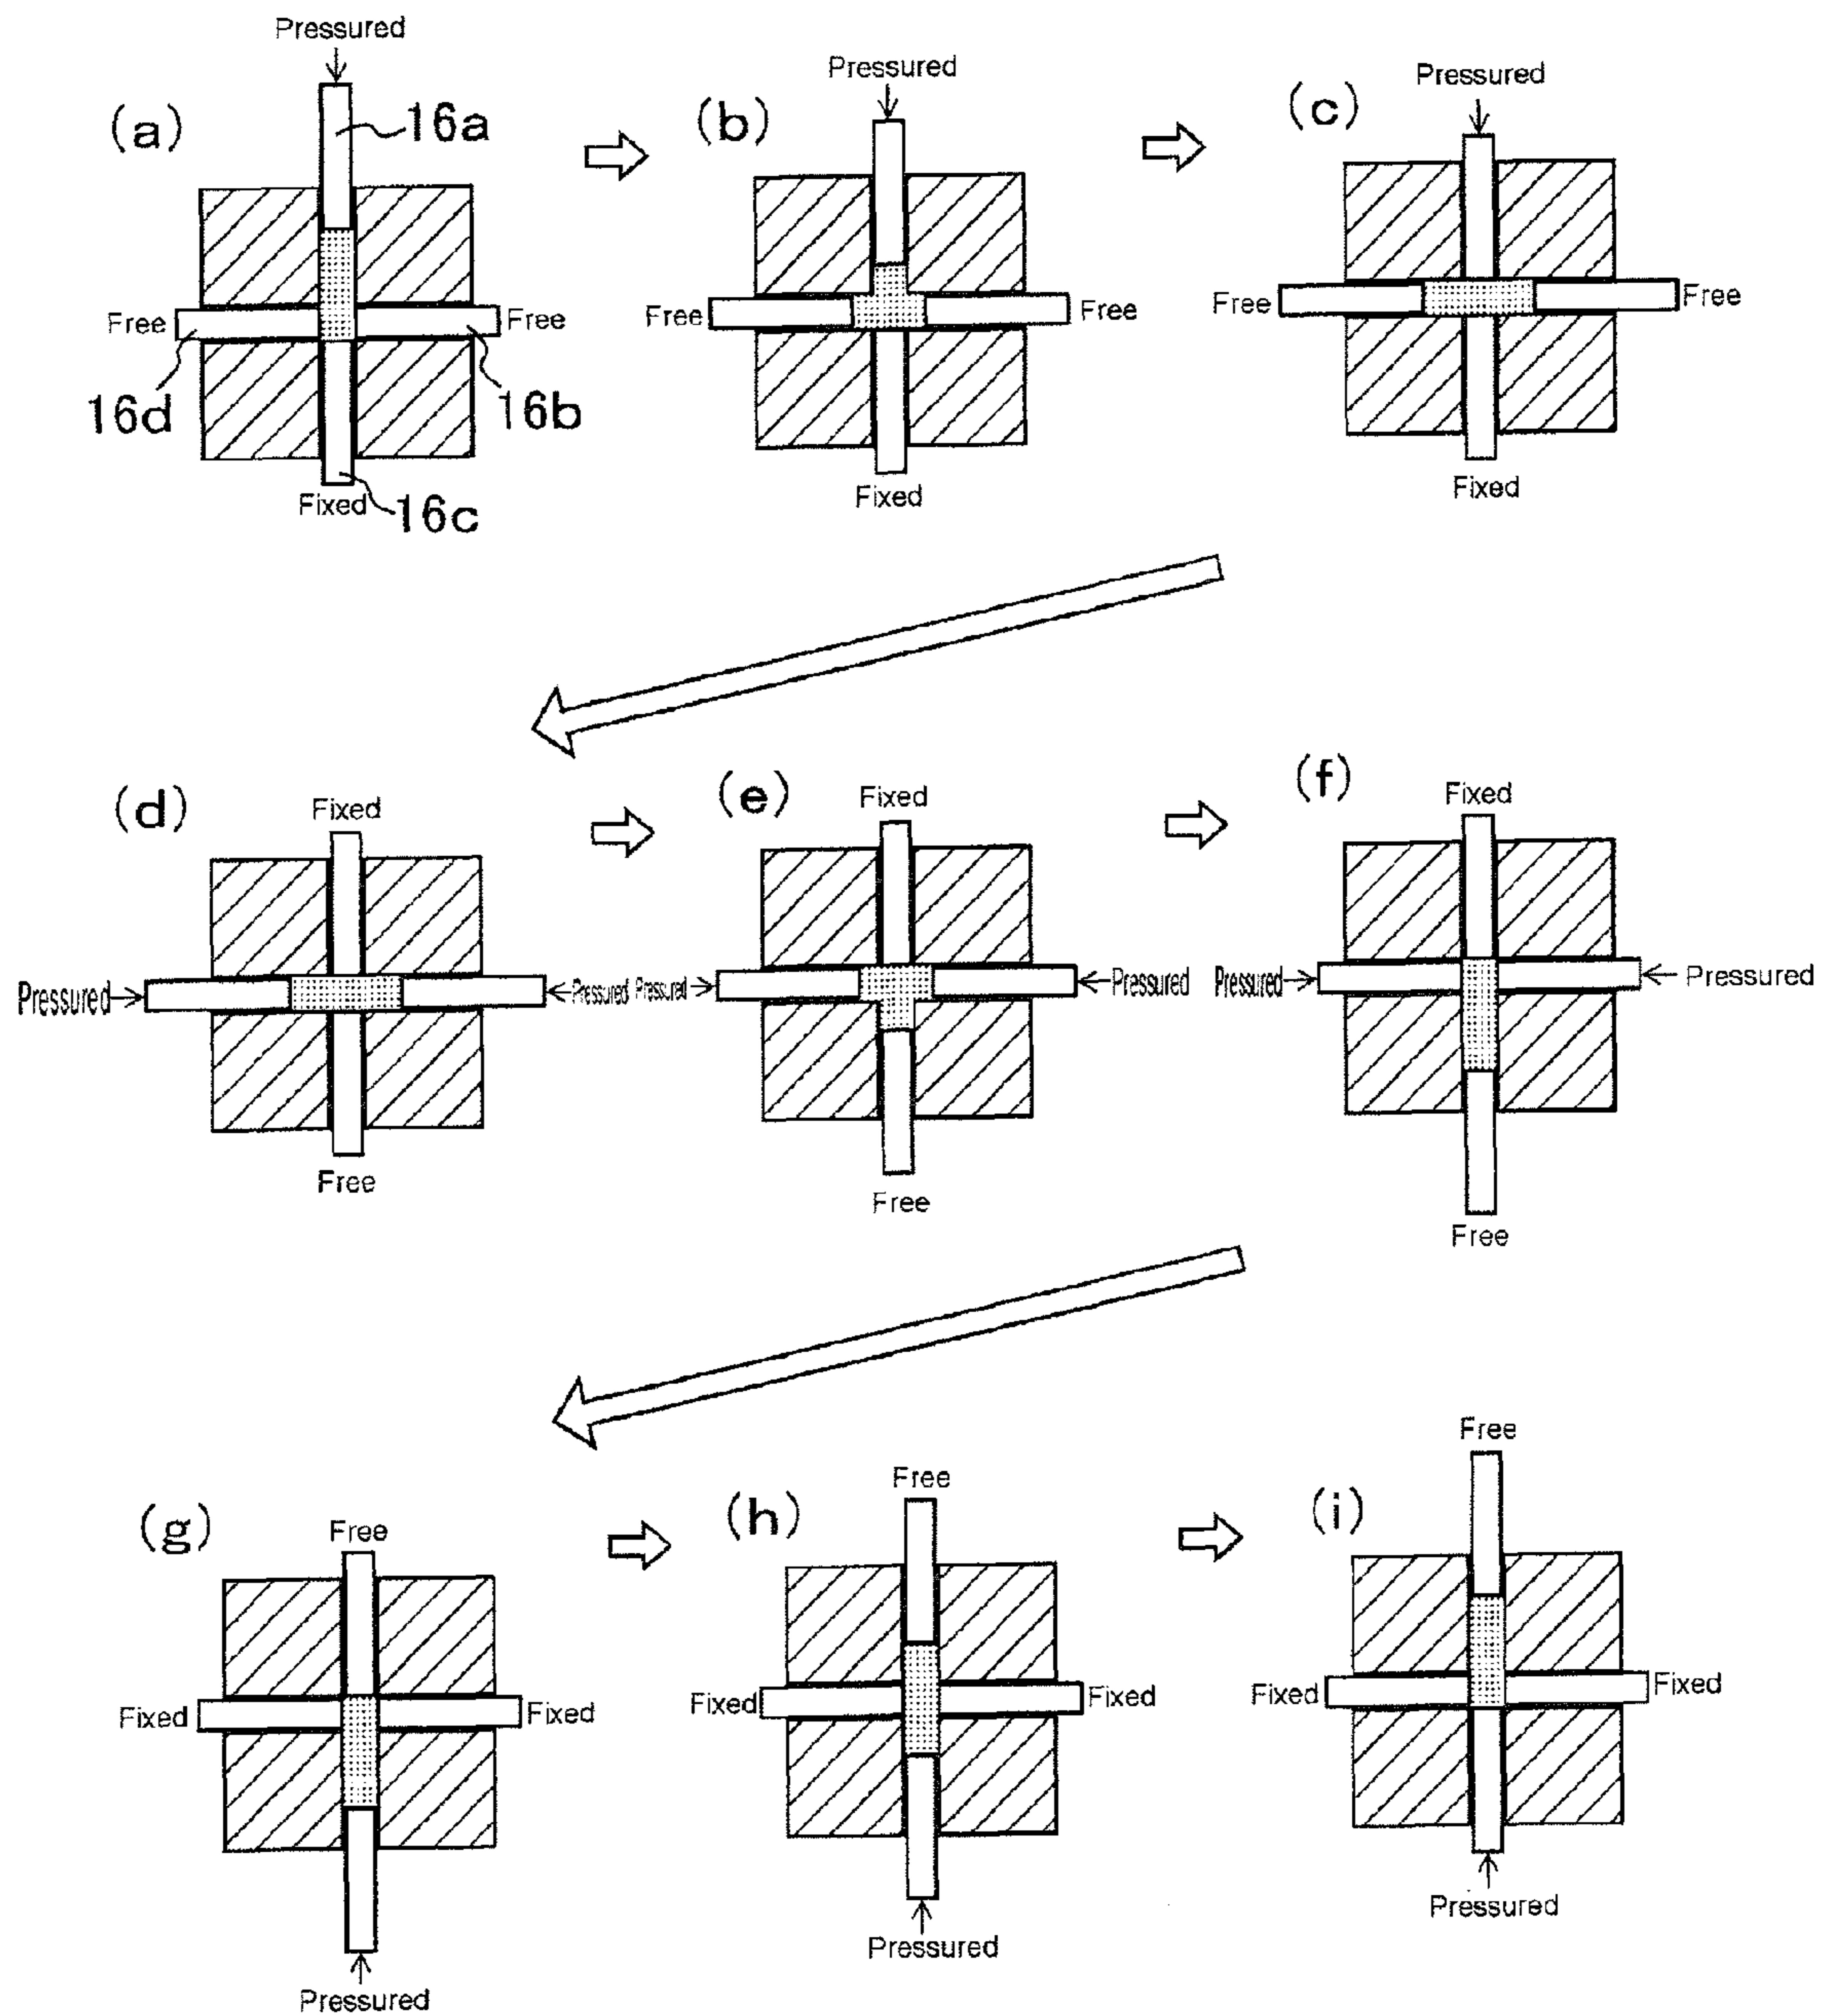 Pressured
(a)
16a
Free
Free
16d
16b
Fixed
16c
Pressured
(b)
Free
Free
Fixed
Pressured
(c)
Free
Free
Fixed
(d)
Fixed
Pressured
Pressured
Free
(e)
Fixed
Pressured
Pressured
Free
(f)
Fixed
Pressured
Pressured
Free
(g)
Free
Fixed
Fixed
Pressured
(h)
Free
Fixed
Fixed
Pressured
(i)
Free
Fixed
Fixed
Pressured